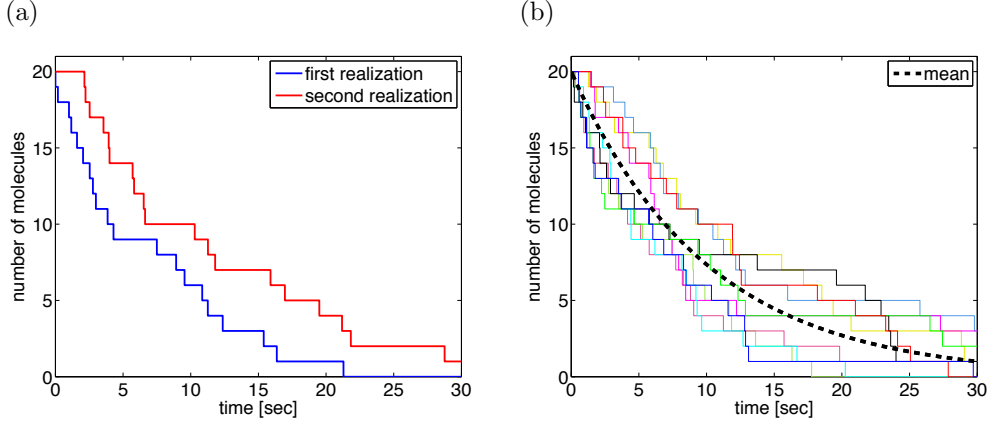 (a)
number of molecules
20
15
10
5
0
first realization
second realization
0 5 10 15 20 25 30
time [sec]
(b)
number of molecules
20
15
10
5
0
mean
0 5 10 15 20 25 30
time [sec]